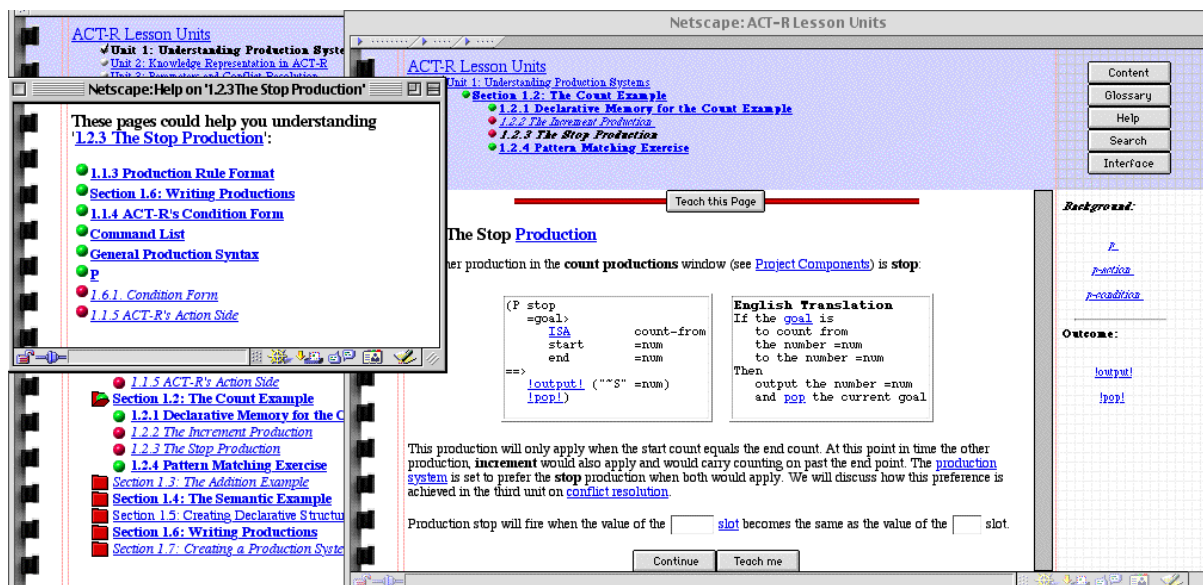 ACT-R Lesson Units
Unit 1: Understanding Production Syste
Unit 2: Knowledge Representation in ACT-R
Unit 3: Parameters and Conflict Resolution
Netscape:Help on '1.2.3The Stop Production'
These pages could help you understanding
'1.2.3 The Stop Production':
1.1.3 Production Rule Format
Section 1.6: Writing Productions
1.1.4 ACT-R's Condition Form
Command List
General Production Syntax
P
1.6.1. Condition Form
1.1.5 ACT-R's Action Side
1.1.5 ACT-R's Action Side
Section 1.2: The Count Example
1.2.1 Declarative Memory for the C
1.2.2 The Increment Production
1.2.3 The Stop Production
1.2.4 Pattern Matching Exercise
Section 1.3: The Addition Example
Section 1.4: The Semantic Example
Section 1.5: Creating Declarative Structu
Section 1.6: Writing Productions
Section 1.7: Creating a Production Syste
Netscape: ACT-R Lesson Units
ACT-R Lesson Units
Unit 1: Understanding Production Systems
Section 1.2: The Count Example
1.2.1 Declarative Memory for the Count Example
1.2.2 The Increment Production
1.2.3 The Stop Production
1.2.4 Pattern Matching Exercise
Content
Glossary
Help
Search
Interface
Teach this Page
The Stop Production
her production in the count productions window (see Project Components) is stop:
(P stop
=goal>
ISA count-from
start =num
end =num
==>
!output! ("~S" =num)
!pop!)
English Translation
If the goal is
to count from
the number =num
to the number =num
Then
output the number =num
and pop the current goal
This production will only apply when the start count equals the end count. At this point in time the other
production, increment would also apply and would carry counting on past the end point. The production
system is set to prefer the stop production when both would apply. We will discuss how this preference is
achieved in the third unit on conflict resolution.
Production stop will fire when the value of the slot becomes the same as the value of the slot.
Continue
Teach me
Background:
p
p-action
p-condition
Outcome:
!output!
!pop!